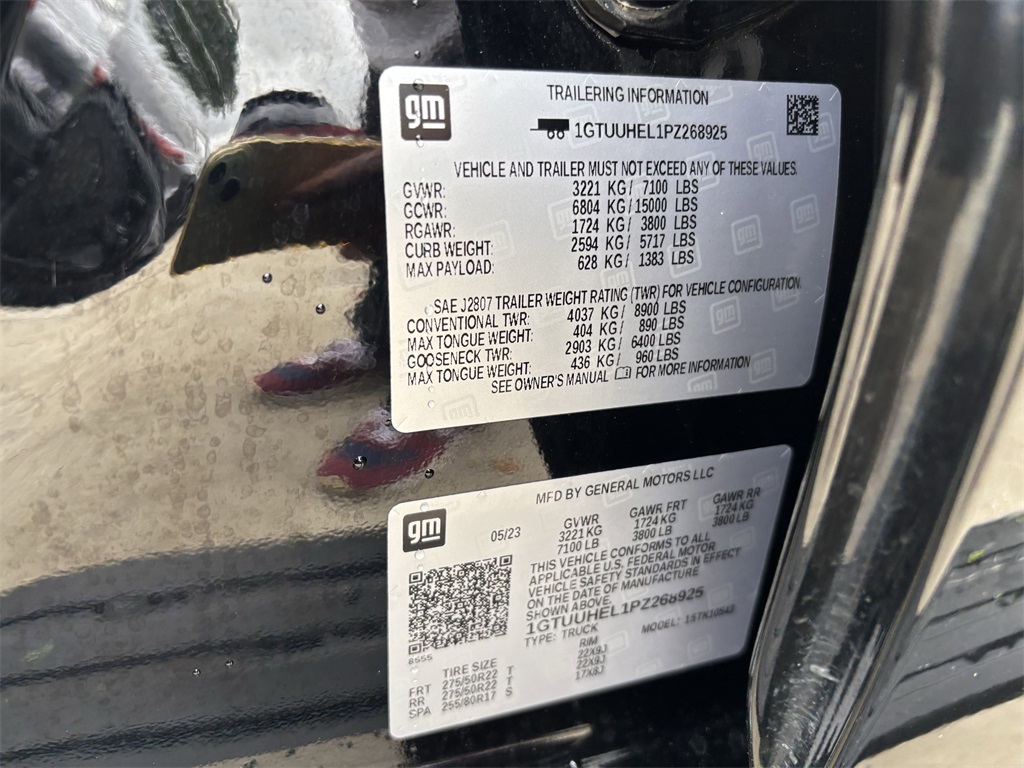 gm
TRAILERING INFORMATION
1GTUUHEL1PZ268925
VEHICLE AND TRAILER MUST NOT EXCEED ANY OF THESE VALUES.
GVWR: 3221 KG / 7100 LBS
GCWR: 6804 KG / 15000 LBS
RGAWR: 1724 KG / 3800 LBS
CURB WEIGHT: 2594 KG / 5717 LBS
MAX PAYLOAD: 628 KG / 1383 LBS
SAE J2807 TRAILER WEIGHT RATING (TWR) FOR VEHICLE CONFIGURATION.
CONVENTIONAL TWR: 4037 KG / 8900 LBS
MAX TONGUE WEIGHT: 404 KG / 890 LBS
GOOSENECK TWR: 2903 KG / 6400 LBS
MAX TONGUE WEIGHT: 436 KG / 960 LBS
SEE OWNER'S MANUAL FOR MORE INFORMATION
gm
MFD BY GENERAL MOTORS LLC
05/23
GVWR GAWR FRT GAWR RR
3221 KG 1724 KG 1724 KG
7100 LB 3800 LB 3800 LB
THIS VEHICLE CONFORMS TO ALL
APPLICABLE U.S. FEDERAL MOTOR
VEHICLE SAFETY STANDARDS IN EFFECT
ON THE DATE OF MANUFACTURE
SHOWN ABOVE.
1GTUUHEL1PZ268925
TYPE: TRUCK MODEL:
8555
TIRE SIZE RIM
FRT 275/50R22 T 22X9J
RR 275/50R22 T 22X9J
SPA 255/80R17 S 17X8J